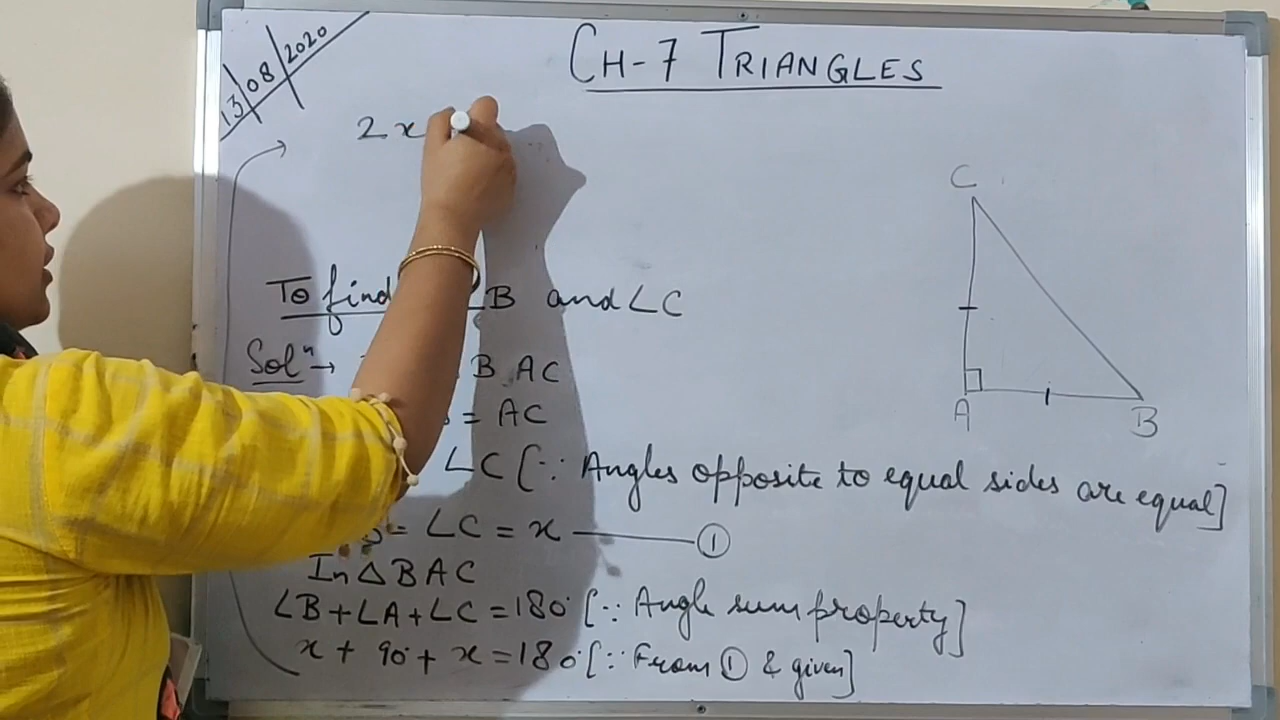 13/08/2020
CH-7 TRIANGLES
2x
To find ∠B and ∠C
Solⁿ → BAC
= AC
∠C [∵ Angles opposite to equal sides are equal]
= ∠C = x ——— ①
In △BAC
∠B+∠A+∠C=180° [∵ Angle sum property]
x + 90° + x = 180° [∵ From ① & given]
C
A
B